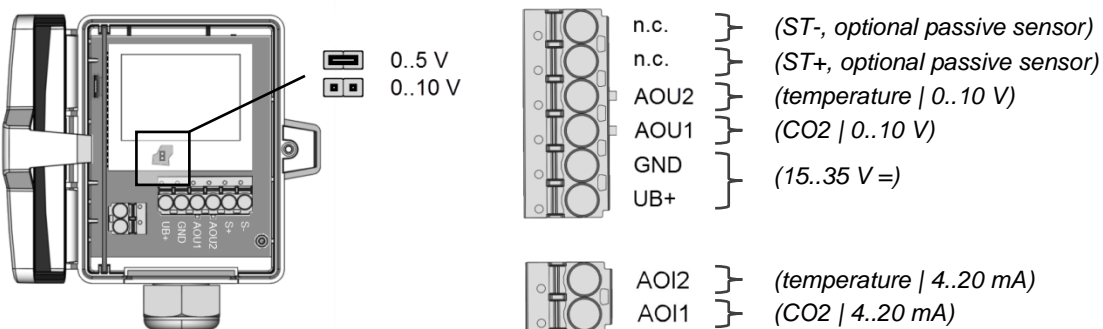 0..5 V
0..10 V
UB+
GND
AOU1
AOU2
S+
S-
n.c. (ST-, optional passive sensor)
n.c. (ST+, optional passive sensor)
AOU2 (temperature | 0..10 V)
AOU1 (CO2 | 0..10 V)
GND
UB+
(15..35 V =)
AOI2 (temperature | 4..20 mA)
AOI1 (CO2 | 4..20 mA)